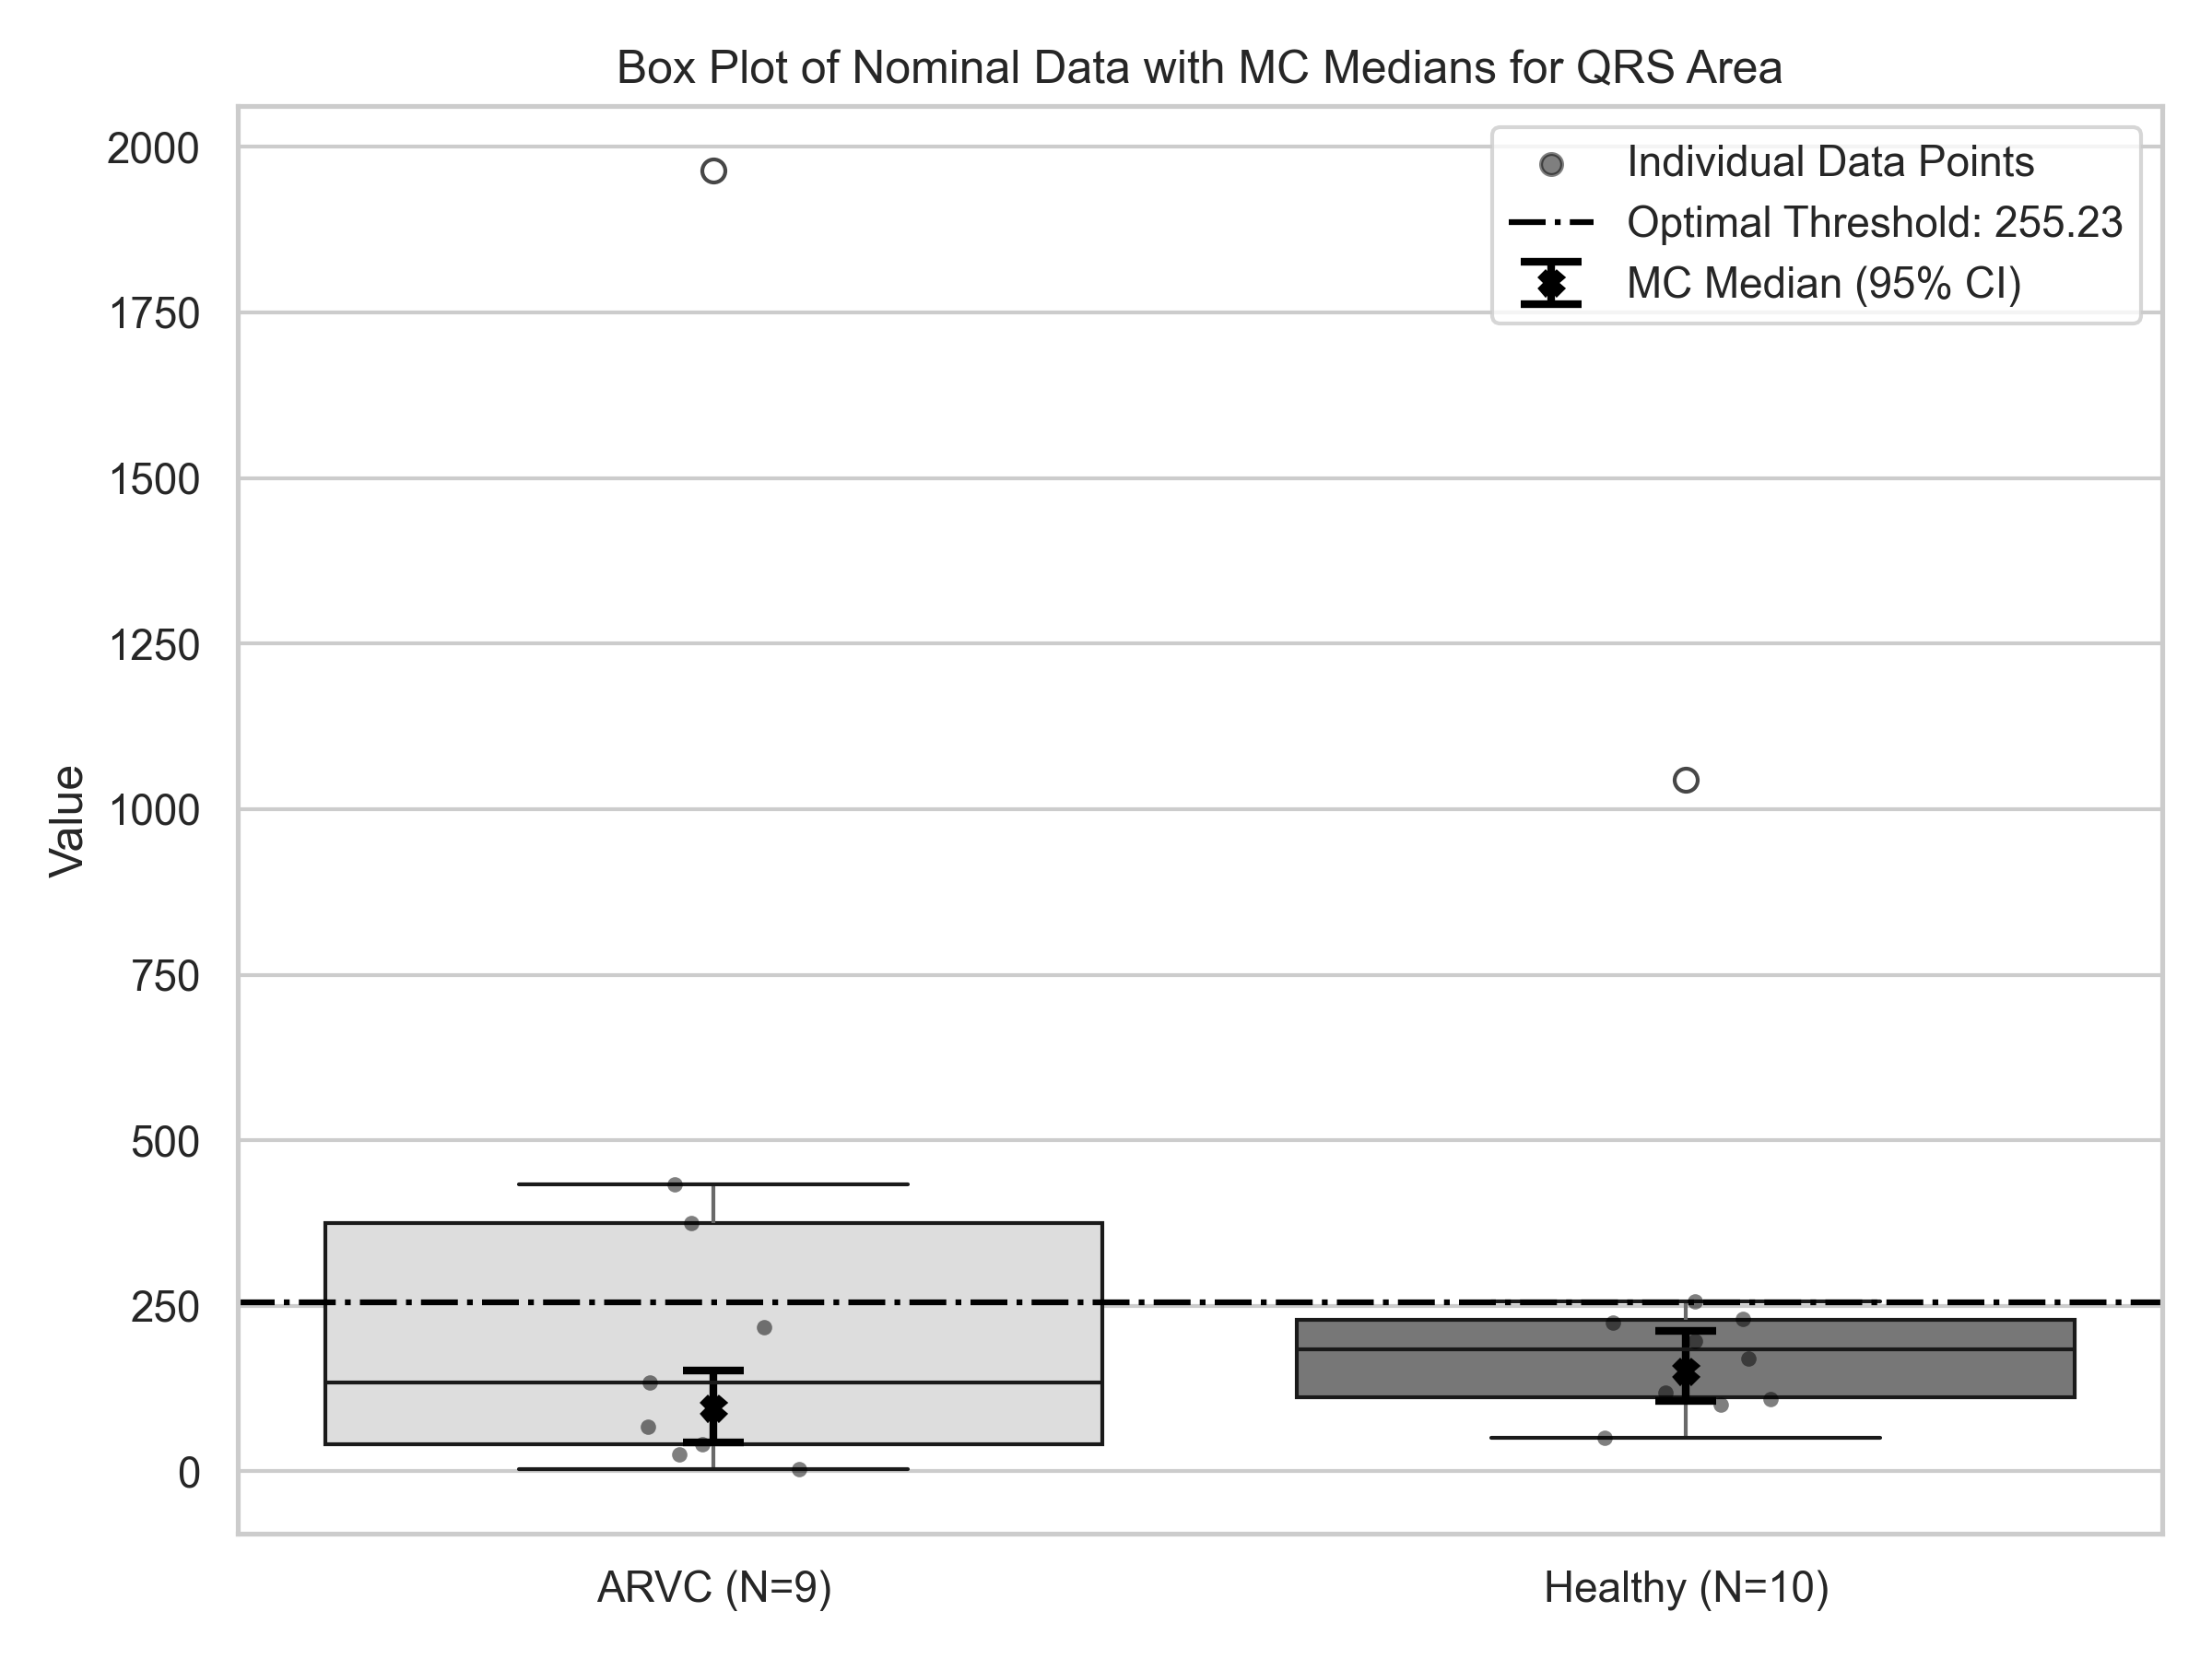 Box Plot of Nominal Data with MC Medians for QRS Area
Individual Data Points
Optimal Threshold: 255.23
MC Median (95% CI)
2000
1750
1500
1250
1000
750
500
250
0
Value
ARVC (N=9)
Healthy (N=10)